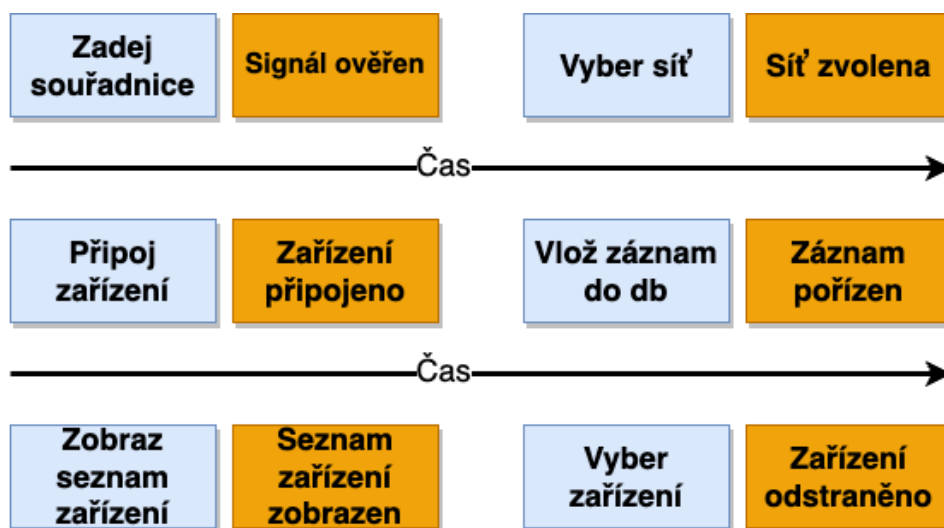 Zadej
souřadnice
Signál ověřen
Vyber síť
Síť zvolena
Čas
Připoj
zařízení
Zařízení
připojeno
Vlož záznam
do db
Záznam
pořízen
Čas
Zobraz
seznam
zařízení
Seznam
zařízení
zobrazen
Vyber
zařízení
Zařízení
odstraněno